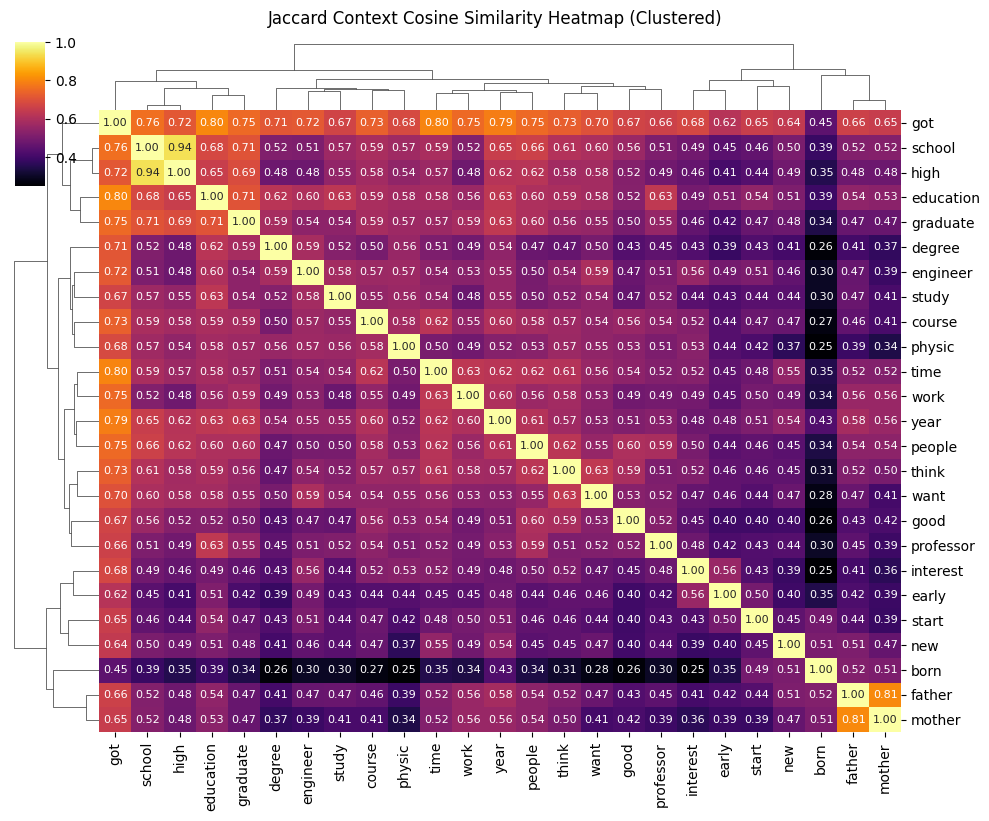 Jaccard Context Cosine Similarity Heatmap (Clustered)
1.0
0.8
0.6
0.4
1.00 0.76 0.72 0.80 0.75 0.71 0.72 0.67 0.73 0.68 0.80 0.75 0.79 0.75 0.73 0.70 0.67 0.66 0.68 0.62 0.65 0.64 0.45 0.66 0.65 got
0.76 1.00 0.94 0.68 0.71 0.52 0.51 0.57 0.59 0.57 0.59 0.52 0.65 0.66 0.61 0.60 0.56 0.51 0.49 0.45 0.46 0.50 0.39 0.52 0.52 school
0.72 0.94 1.00 0.65 0.69 0.48 0.48 0.55 0.58 0.54 0.57 0.48 0.62 0.62 0.58 0.58 0.52 0.49 0.46 0.41 0.44 0.49 0.35 0.48 0.48 high
0.80 0.68 0.65 1.00 0.71 0.62 0.60 0.63 0.59 0.58 0.58 0.56 0.63 0.60 0.59 0.58 0.52 0.63 0.49 0.51 0.54 0.51 0.39 0.54 0.53 education
0.75 0.71 0.69 0.71 1.00 0.59 0.54 0.54 0.59 0.57 0.57 0.59 0.63 0.60 0.56 0.55 0.50 0.55 0.46 0.42 0.47 0.48 0.34 0.47 0.47 graduate
0.71 0.52 0.48 0.62 0.59 1.00 0.59 0.52 0.50 0.56 0.51 0.49 0.54 0.47 0.47 0.50 0.43 0.45 0.43 0.39 0.43 0.41 0.26 0.41 0.37 degree
0.72 0.51 0.48 0.60 0.54 0.59 1.00 0.58 0.57 0.57 0.54 0.53 0.55 0.50 0.54 0.59 0.47 0.51 0.56 0.49 0.51 0.46 0.30 0.47 0.39 engineer
0.67 0.57 0.55 0.63 0.54 0.52 0.58 1.00 0.55 0.56 0.54 0.48 0.55 0.50 0.52 0.54 0.47 0.52 0.44 0.43 0.44 0.44 0.30 0.47 0.41 study
0.73 0.59 0.58 0.59 0.59 0.50 0.57 0.55 1.00 0.58 0.62 0.55 0.60 0.58 0.57 0.54 0.56 0.54 0.52 0.44 0.47 0.47 0.27 0.46 0.41 course
0.68 0.57 0.54 0.58 0.57 0.56 0.57 0.56 0.58 1.00 0.50 0.49 0.52 0.53 0.57 0.55 0.53 0.51 0.53 0.44 0.42 0.37 0.25 0.39 0.34 physic
0.80 0.59 0.57 0.58 0.57 0.51 0.54 0.54 0.62 0.50 1.00 0.63 0.62 0.62 0.61 0.56 0.54 0.52 0.52 0.45 0.48 0.55 0.35 0.52 0.52 time
0.75 0.52 0.48 0.56 0.59 0.49 0.53 0.48 0.55 0.49 0.63 1.00 0.60 0.56 0.58 0.53 0.49 0.49 0.49 0.45 0.50 0.49 0.34 0.56 0.56 work
0.79 0.65 0.62 0.63 0.63 0.54 0.55 0.55 0.60 0.52 0.62 0.60 1.00 0.61 0.57 0.53 0.51 0.53 0.48 0.48 0.51 0.54 0.43 0.58 0.56 year
0.75 0.66 0.62 0.60 0.60 0.47 0.50 0.50 0.58 0.53 0.62 0.56 0.61 1.00 0.62 0.55 0.60 0.59 0.50 0.44 0.46 0.45 0.34 0.54 0.54 people
0.73 0.61 0.58 0.59 0.56 0.47 0.54 0.52 0.57 0.57 0.61 0.58 0.57 0.62 1.00 0.63 0.59 0.51 0.52 0.46 0.46 0.45 0.31 0.52 0.50 think
0.70 0.60 0.58 0.58 0.55 0.50 0.59 0.54 0.54 0.55 0.56 0.53 0.53 0.55 0.63 1.00 0.53 0.52 0.47 0.46 0.44 0.47 0.28 0.47 0.41 want
0.67 0.56 0.52 0.52 0.50 0.43 0.47 0.47 0.56 0.53 0.54 0.49 0.51 0.60 0.59 0.53 1.00 0.52 0.45 0.40 0.40 0.40 0.26 0.43 0.42 good
0.66 0.51 0.49 0.63 0.55 0.45 0.51 0.52 0.54 0.51 0.52 0.49 0.53 0.59 0.51 0.52 0.52 1.00 0.48 0.42 0.43 0.44 0.30 0.45 0.39 professor
0.68 0.49 0.46 0.49 0.46 0.43 0.56 0.44 0.52 0.53 0.52 0.49 0.48 0.50 0.52 0.47 0.45 0.48 1.00 0.56 0.43 0.39 0.25 0.41 0.36 interest
0.62 0.45 0.41 0.51 0.42 0.39 0.49 0.43 0.44 0.44 0.45 0.45 0.48 0.44 0.46 0.46 0.40 0.42 0.56 1.00 0.50 0.40 0.35 0.42 0.39 early
0.65 0.46 0.44 0.54 0.47 0.43 0.51 0.44 0.47 0.42 0.48 0.50 0.51 0.46 0.46 0.44 0.40 0.43 0.43 0.50 1.00 0.45 0.49 0.44 0.39 start
0.64 0.50 0.49 0.51 0.48 0.41 0.46 0.44 0.47 0.37 0.55 0.49 0.54 0.45 0.45 0.47 0.40 0.44 0.39 0.40 0.45 1.00 0.51 0.51 0.47 new
0.45 0.39 0.35 0.39 0.34 0.26 0.30 0.30 0.27 0.25 0.35 0.34 0.43 0.34 0.31 0.28 0.26 0.30 0.25 0.35 0.49 0.51 1.00 0.52 0.51 born
0.66 0.52 0.48 0.54 0.47 0.41 0.47 0.47 0.46 0.39 0.52 0.56 0.58 0.54 0.52 0.47 0.43 0.45 0.41 0.42 0.44 0.51 0.52 1.00 0.81 father
0.65 0.52 0.48 0.53 0.47 0.37 0.39 0.41 0.41 0.34 0.52 0.56 0.56 0.54 0.50 0.41 0.42 0.39 0.36 0.39 0.39 0.47 0.51 0.81 1.00 mother
got school high education graduate degree engineer study course physic time work year people think want good professor interest early start new born father mother